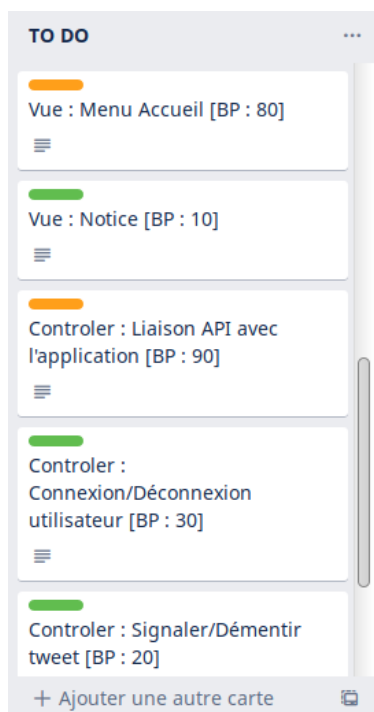 TO DO
Vue : Menu Accueil [BP : 80]
Vue : Notice [BP : 10]
Controler : Liaison API avec
l'application [BP : 90]
Controler :
Connexion/Déconnexion
utilisateur [BP : 30]
Controler : Signaler/Démentir
tweet [BP : 20]
+ Ajouter une autre carte